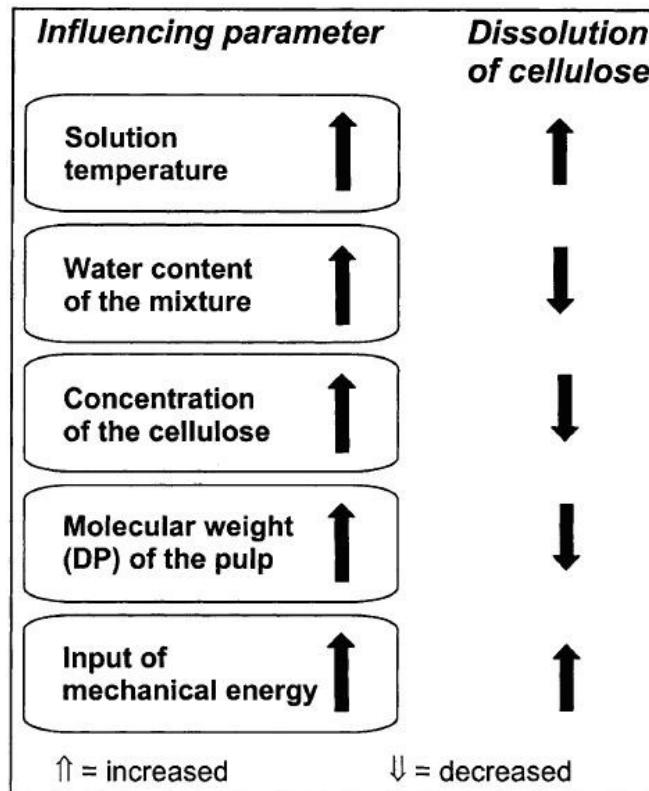 Influencing parameter
Dissolution
of cellulose
Solution
temperature
Water content
of the mixture
Concentration
of the cellulose
Molecular weight
(DP) of the pulp
Input of
mechanical energy
⇑ = increased
⇓ = decreased